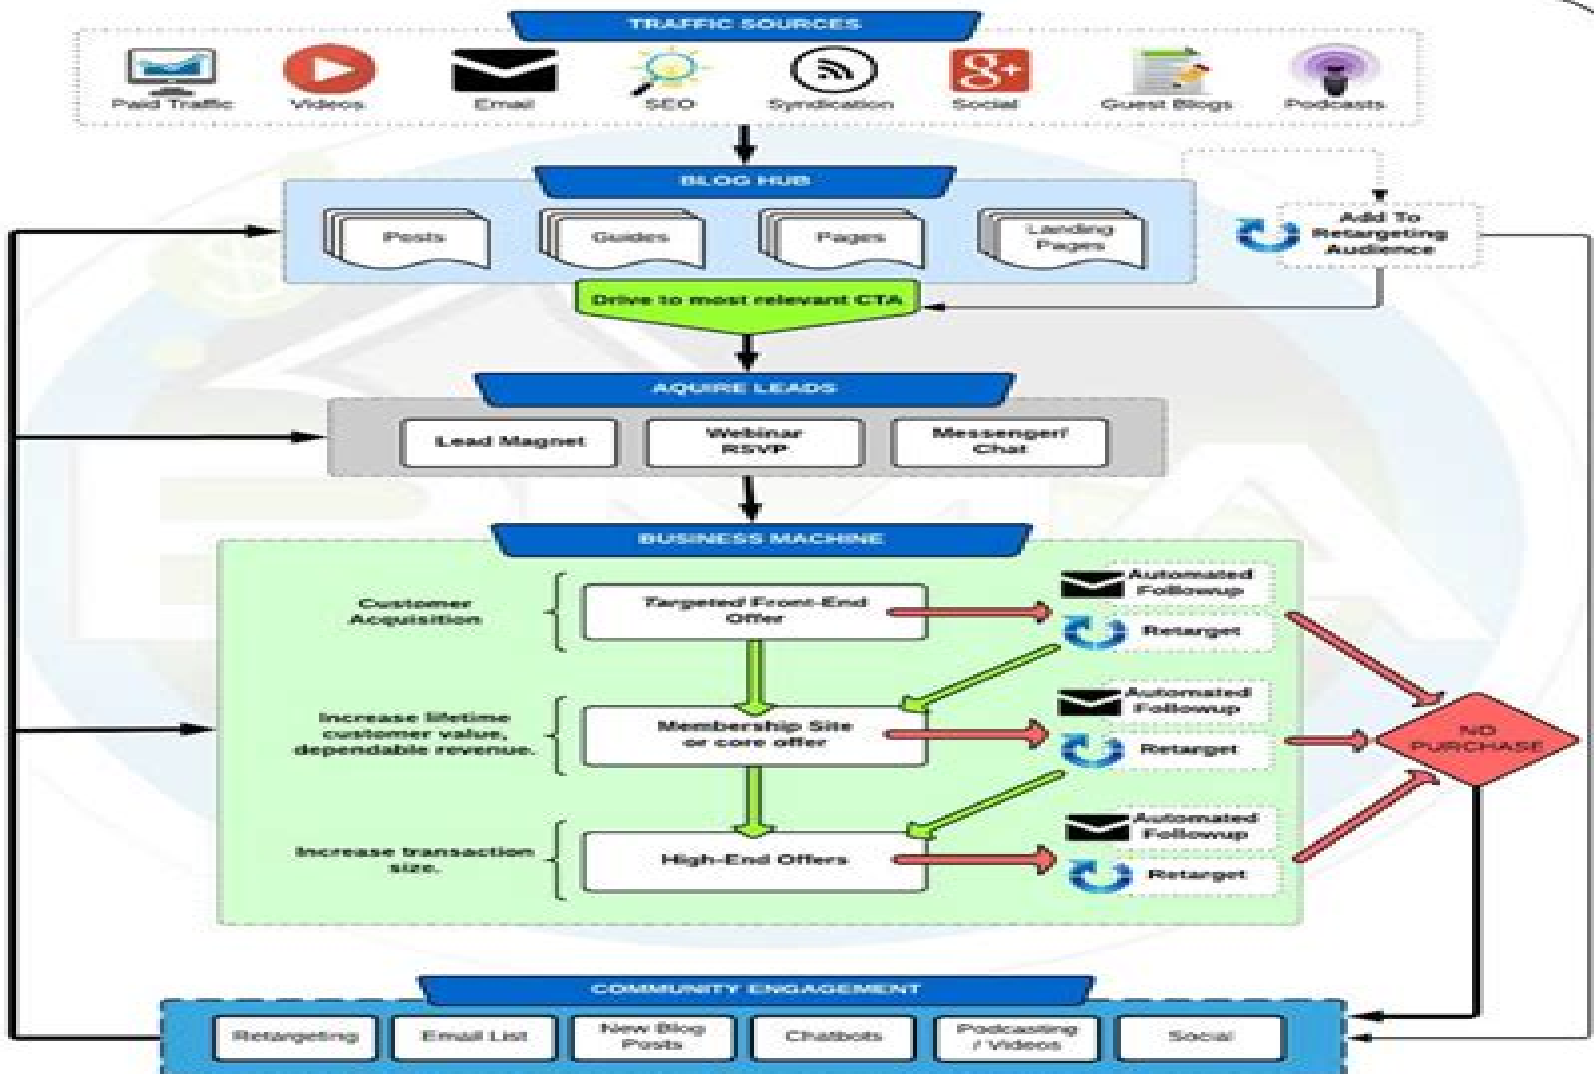 TRAFFIC SOURCES
Paid Traffic
Videos
Email
SEO
Syndication
Social
Guest Blogs
Podcasts
g+
BLOG HUB
Posts
Guides
Pages
Landing
Pages
Add To
Retargeting
Audience
Drive to most relevant CTA
AQUIRE LEADS
Lead Magnet
Webinar
RSVP
Messenger/
Chat
BUSINESS MACHINE
Customer
Acquisition
Targeted Front-End
Offer
Automated
Followup
Retarget
Increase lifetime
customer value,
dependable revenue.
Membership Site
or core offer
Automated
Followup
Retarget
NO
PURCHASE
Increase transaction
size.
High-End Offers
Automated
Followup
Retarget
COMMUNITY ENGAGEMENT
Retargeting
Email List
New Blog
Posts
Chatbots
Podcasting
/ Videos
Social